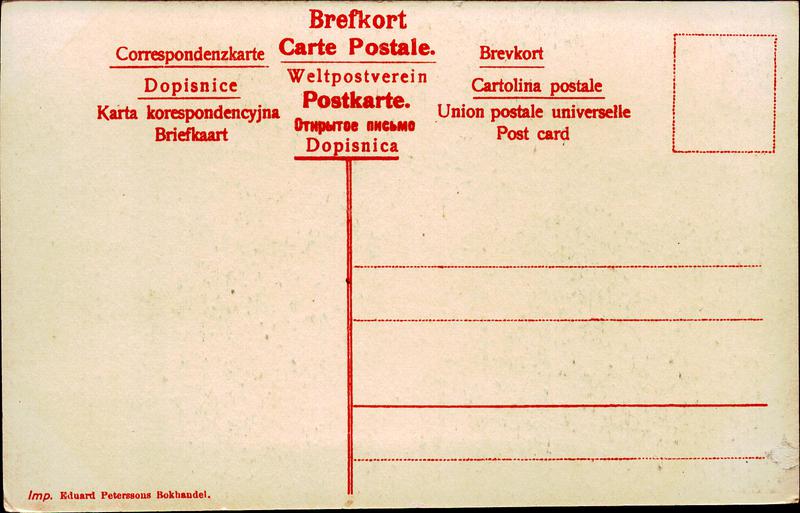 Brefkort
Carte Postale.
Correspondenzkarte
Brevkort
Weltpostverein
Dopisnice
Cartolina postale
Postkarte.
Karta korespondencyjna
Union postale universelle
Открытое письмо
Briefkaart
Post card
Dopisnica
Imp. Eduard Peterssons Bokhandel.